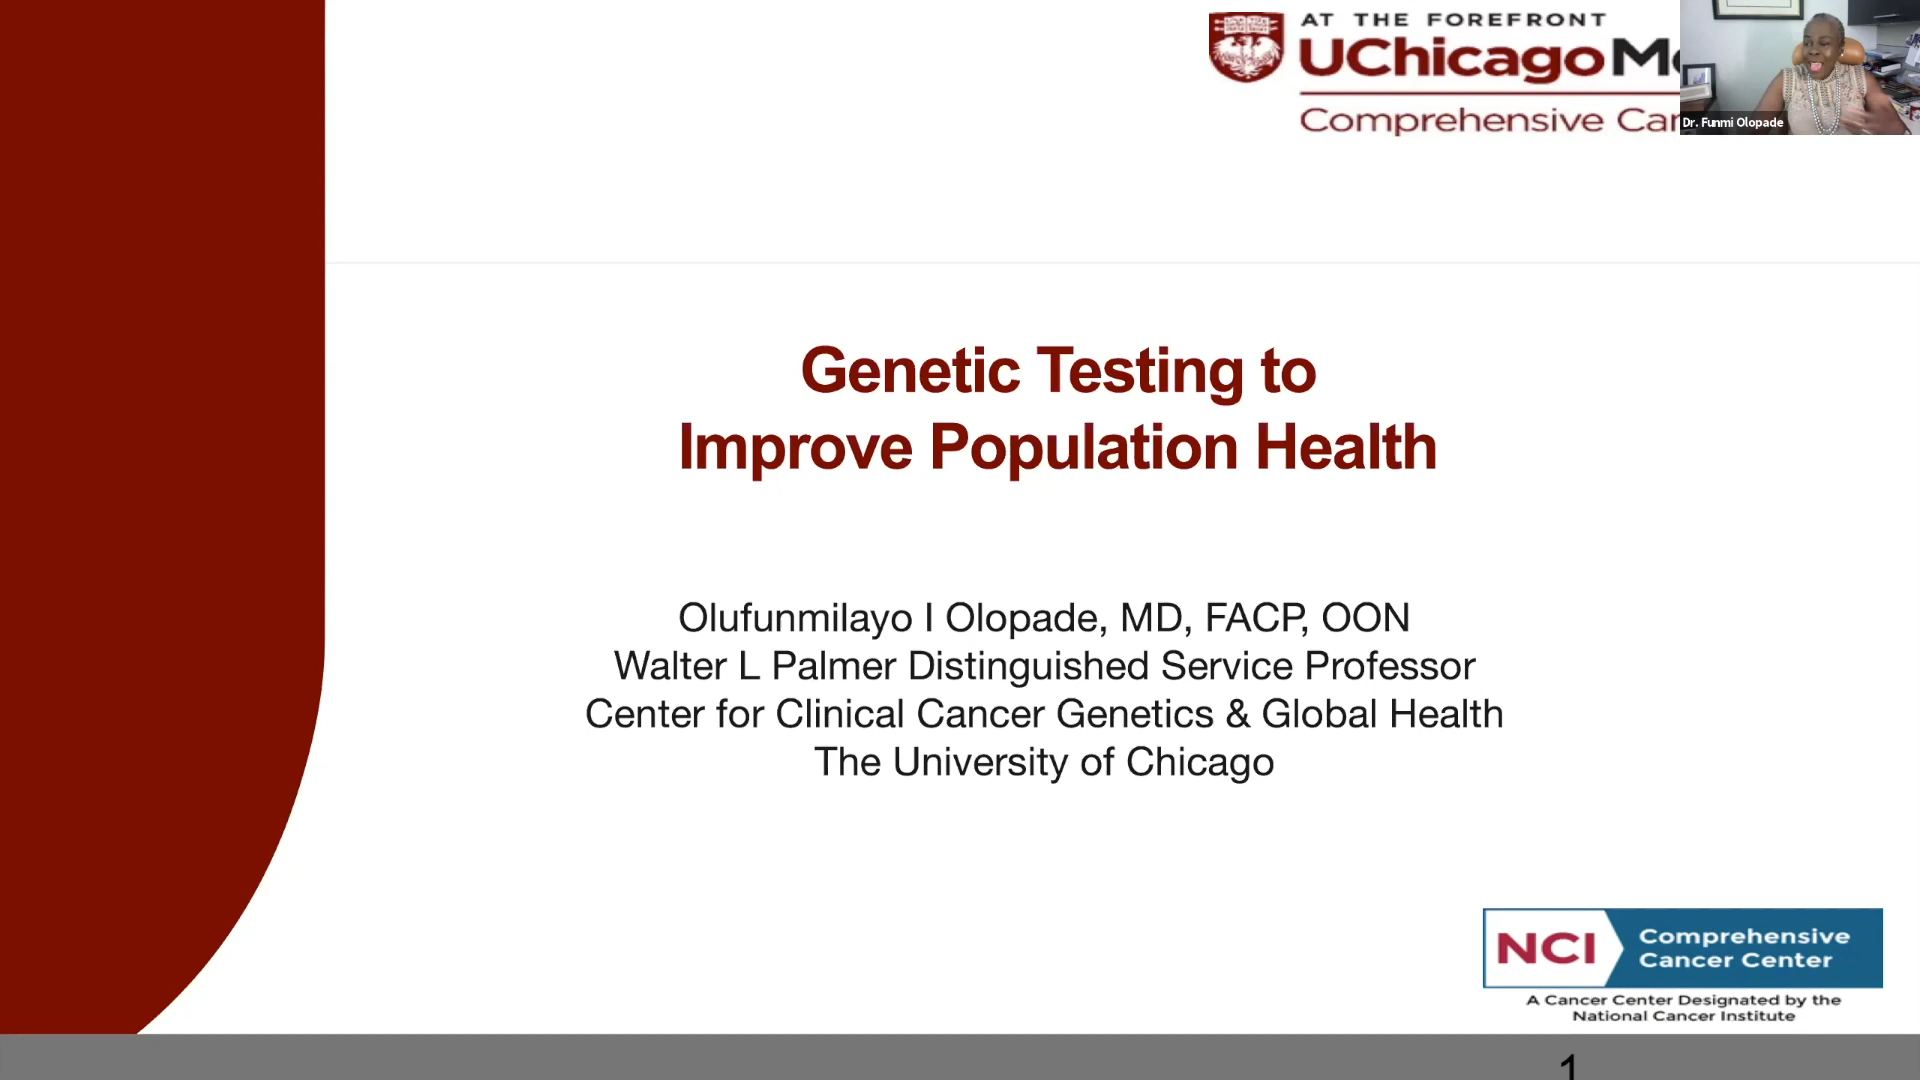 AT THE FOREFRONT
UChicago
Comprehensive
Dr. Funmi Olopade
Genetic Testing to
Improve Population Health
Olufunmilayo I Olopade, MD, FACP, OON
Walter L Palmer Distinguished Service Professor
Center for Clinical Cancer Genetics & Global Health
The University of Chicago
NCI
Comprehensive
Cancer Center
A Cancer Center Designated by the
National Cancer Institute
1